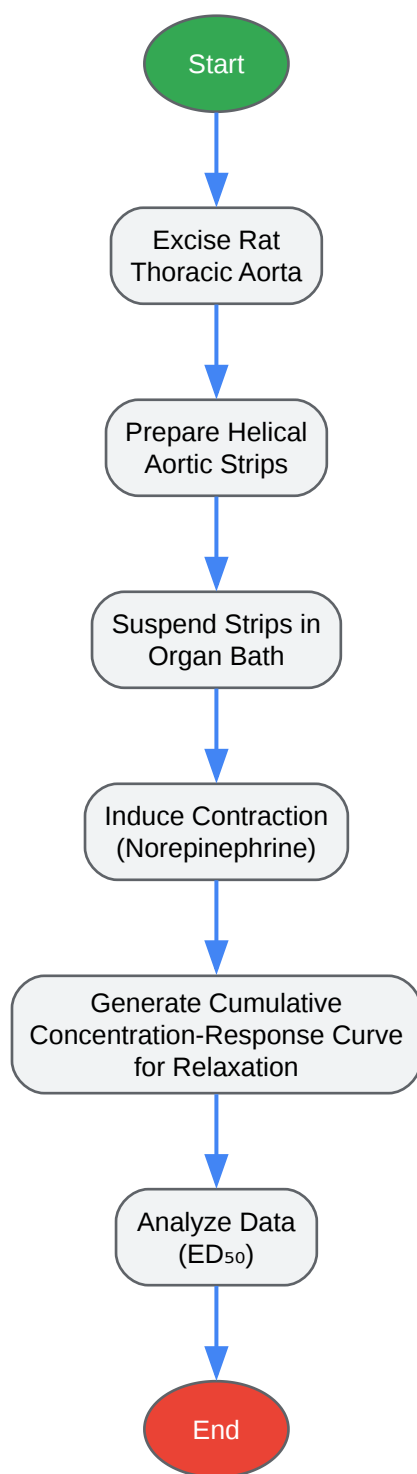 Start
Excise Rat
Thoracic Aorta
Prepare Helical
Aortic Strips
Suspend Strips in
Organ Bath
Induce Contraction
(Norepinephrine)
Generate Cumulative
Concentration-Response Curve
for Relaxation
Analyze Data
(ED₅₀)
End